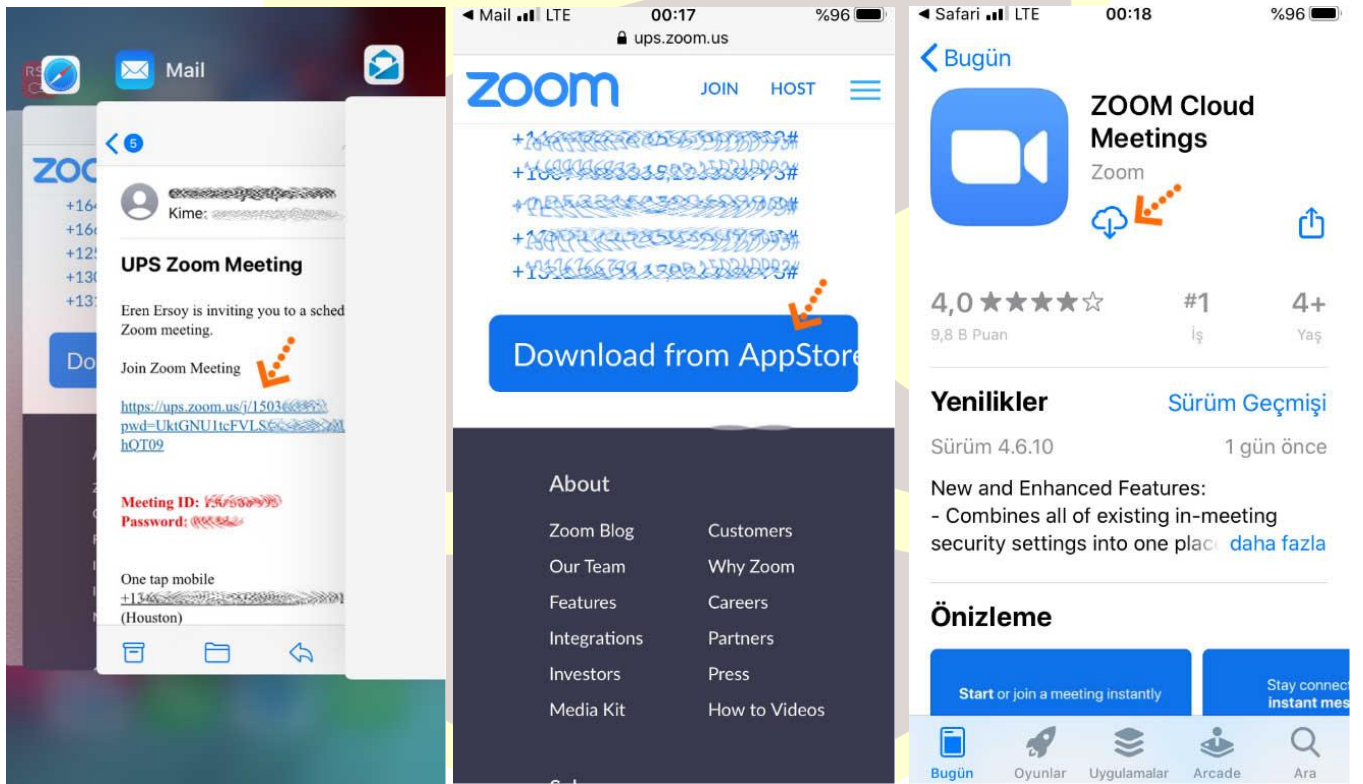 Mail
RS
C
5
ZOO
+164
+166
+125
+130
+131
Do
Kime:
UPS Zoom Meeting
Eren Ersoy is inviting you to a sched
Zoom meeting.
Join Zoom Meeting
https://ups.zoom.us/j/1503
pwd=UktGNU1tcFVLS
hQT09
Meeting ID:
Password:
One tap mobile
+134
(Houston)
Mail LTE 00:17 %96
ups.zoom.us
zoom JOIN HOST
Download from AppStore
About
Zoom Blog Customers
Our Team Why Zoom
Features Careers
Integrations Partners
Investors Press
Media Kit How to Videos
Safari LTE 00:18 %96
Bugün
ZOOM Cloud
Meetings
Zoom
4,0 ★★★★☆ #1 4+
9,8 B Puan İş Yaş
Yenilikler Sürüm Geçmişi
Sürüm 4.6.10 1 gün önce
New and Enhanced Features:
- Combines all of existing in-meeting
security settings into one plac daha fazla
Önizleme
Start or join a meeting instantly
Stay connect
instant mes
Bugün Oyunlar Uygulamalar Arcade Ara